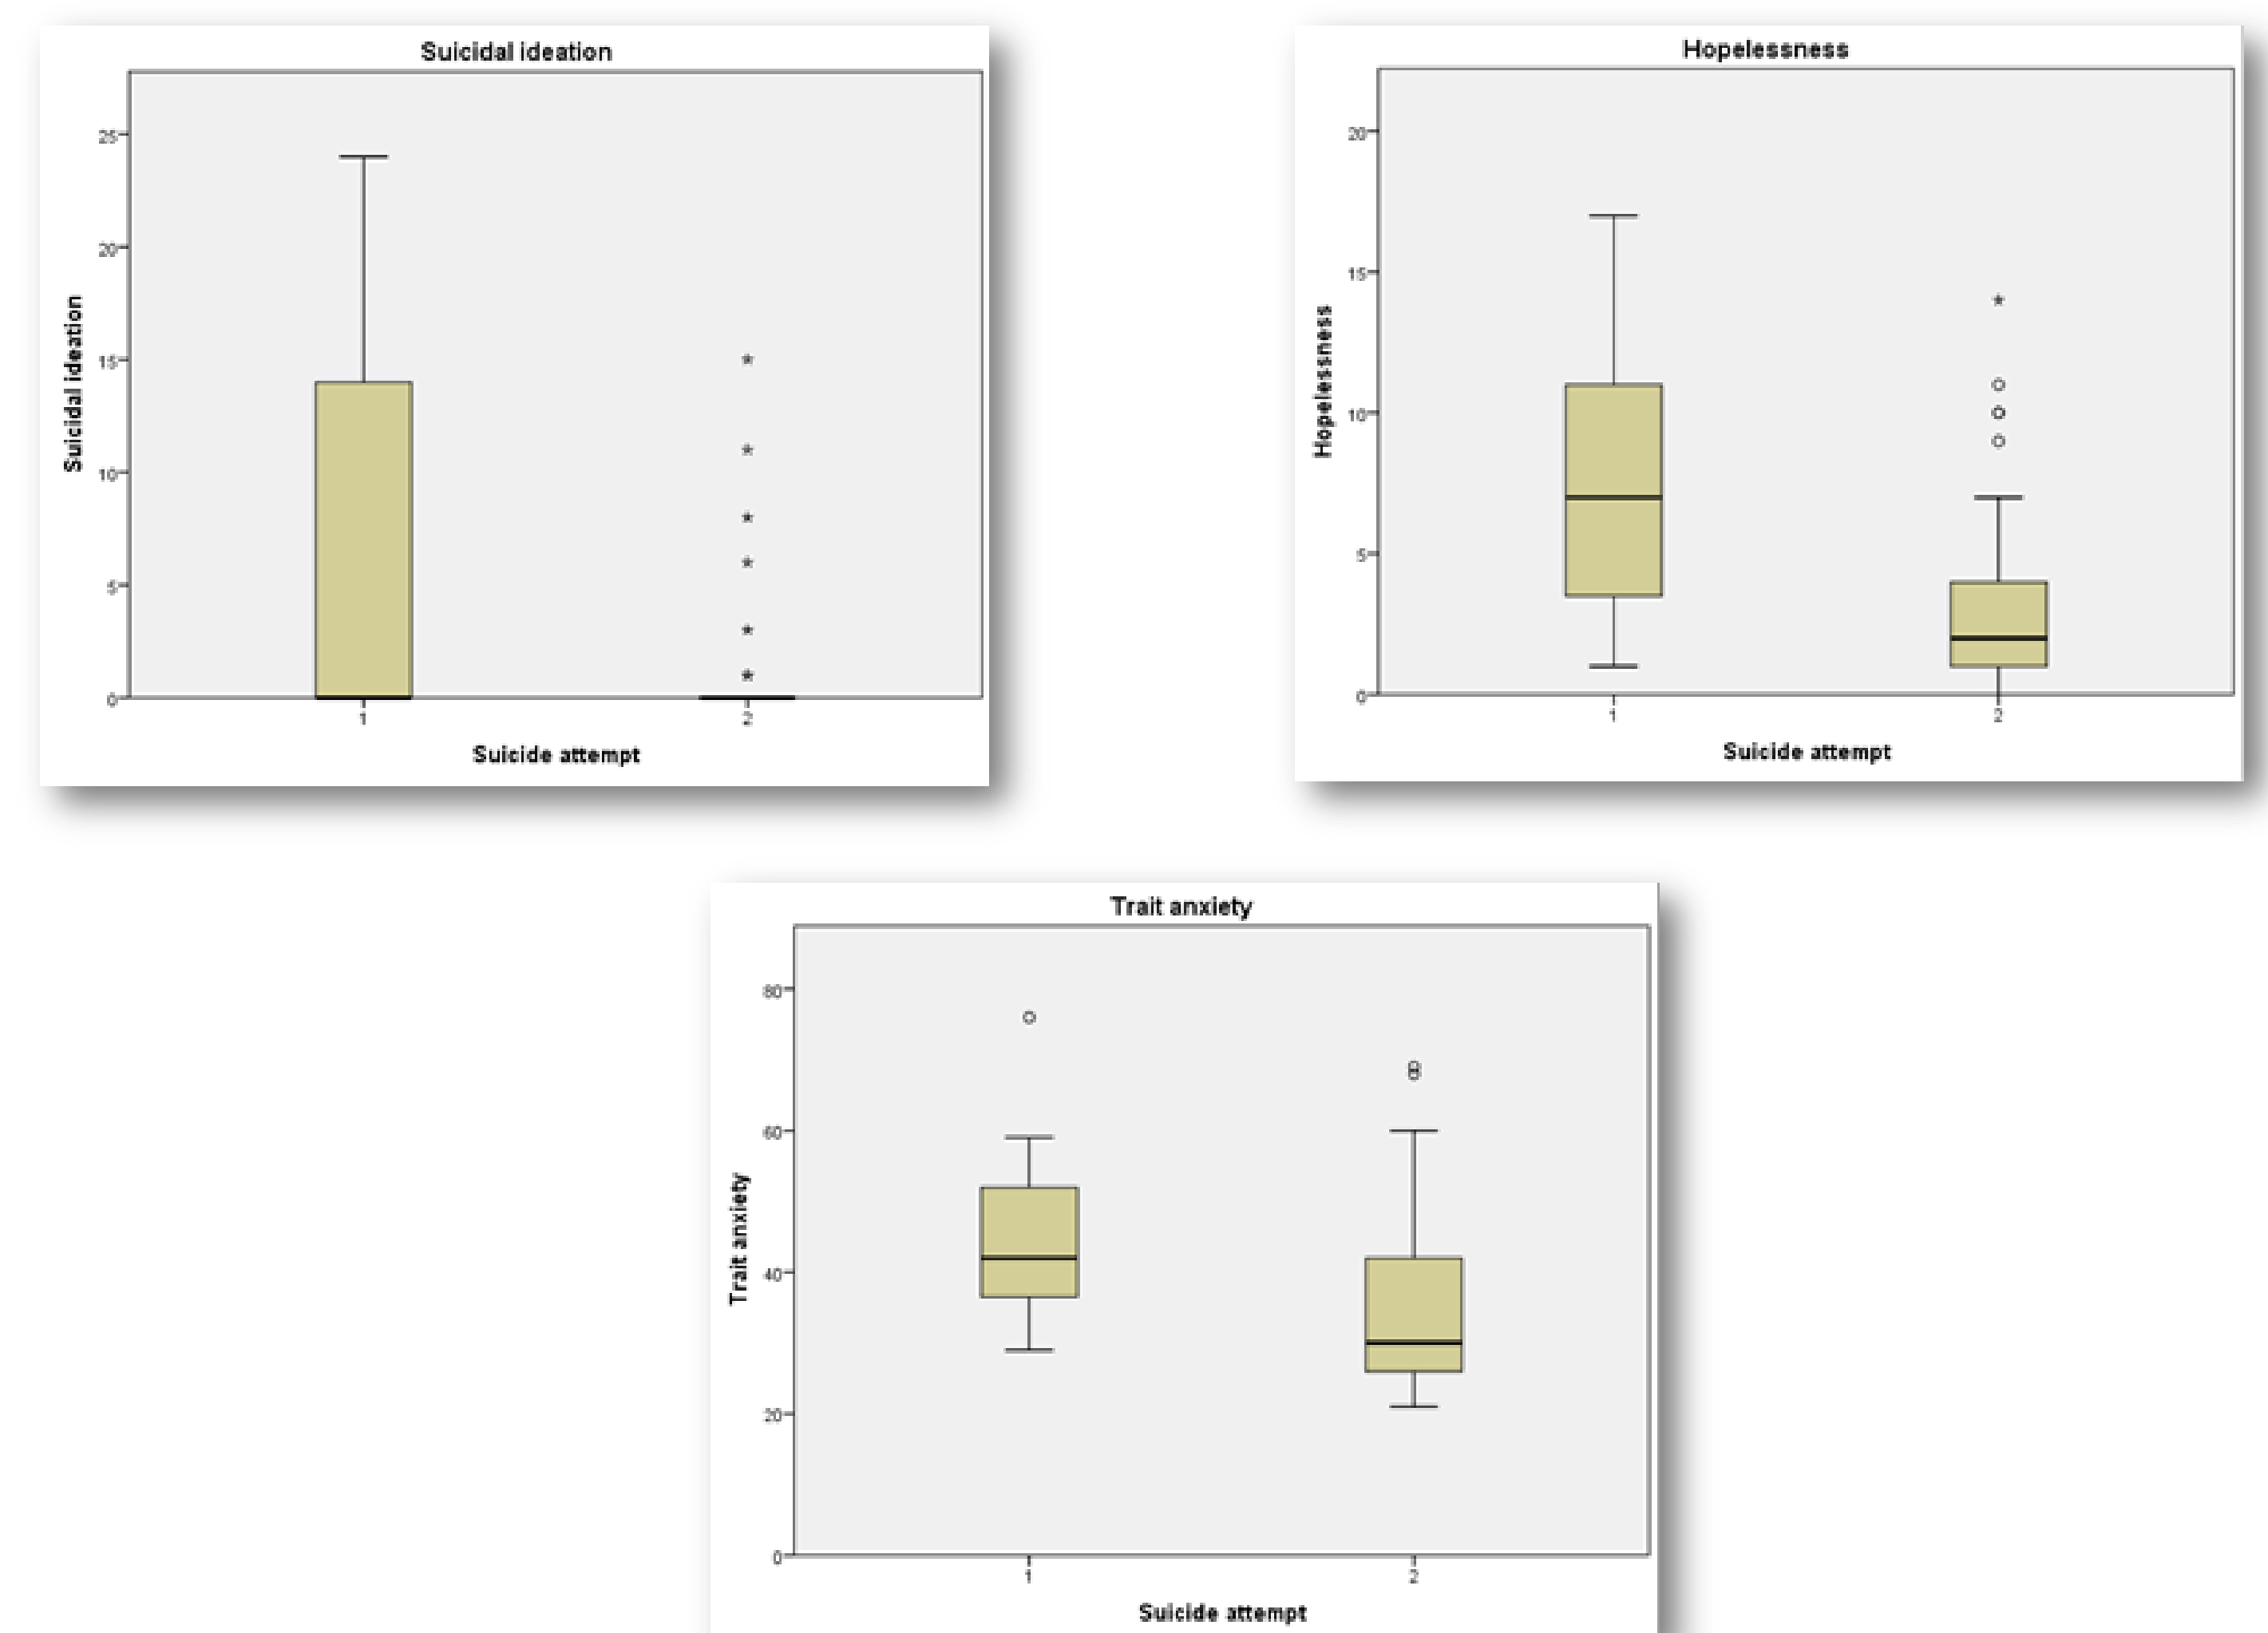 Suicidal ideation
Suicidal ideation
25
20
15
10
5
0
1
2
Suicide attempt
Hopelessness
Hopelessness
20
15
10
5
0
1
2
Suicide attempt
Trait anxiety
Trait anxiety
80
60
40
20
0
1
2
Suicide attempt